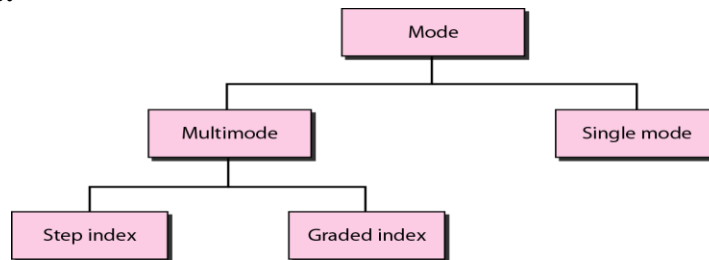 Mode
Multimode
Single mode
Step index
Graded index